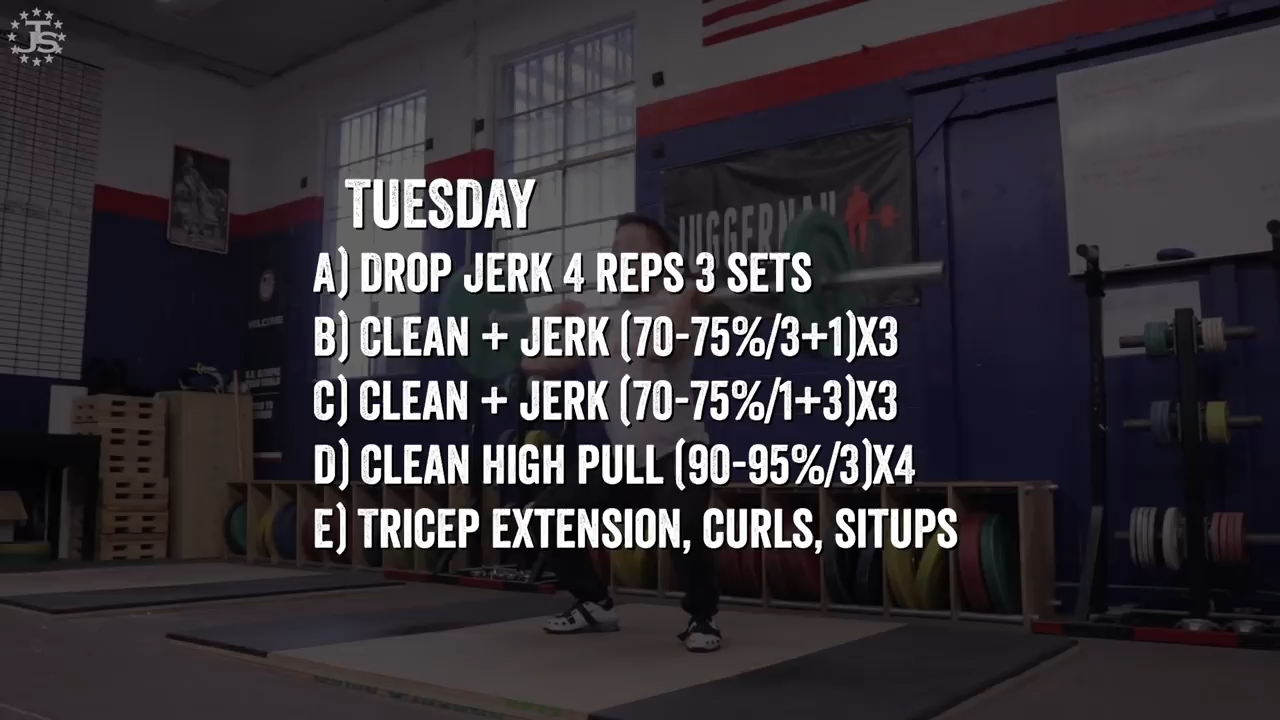 JTS
TUESDAY
A) DROP JERK 4 REPS 3 SETS
B) CLEAN + JERK (70-75%/3+1)X3
C) CLEAN + JERK (70-75%/1+3)X3
D) CLEAN HIGH PULL (90-95%/3)X4
E) TRICEP EXTENSION, CURLS, SITUPS